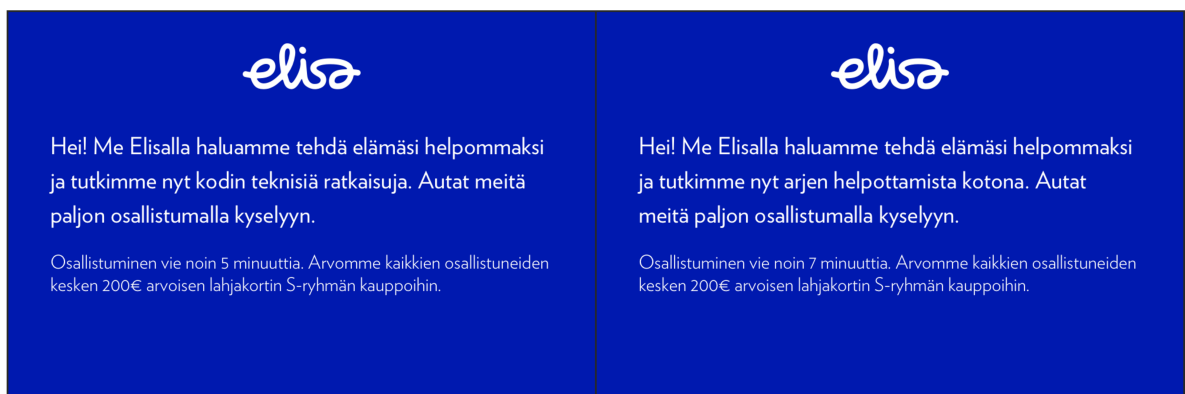 elisa
Hei! Me Elisalla haluamme tehdä elämäsi helpommaksi
ja tutkimme nyt kodin teknisiä ratkaisuja. Autat meitä
paljon osallistumalla kyselyyn.
Osallistuminen vie noin 5 minuuttia. Arvomme kaikkien osallistuneiden
kesken 200€ arvoisen lahjakortin S-ryhmän kauppoihin.
elisa
Hei! Me Elisalla haluamme tehdä elämäsi helpommaksi
ja tutkimme nyt arjen helpottamista kotona. Autat
meitä paljon osallistumalla kyselyyn.
Osallistuminen vie noin 7 minuuttia. Arvomme kaikkien osallistuneiden
kesken 200€ arvoisen lahjakortin S-ryhmän kauppoihin.